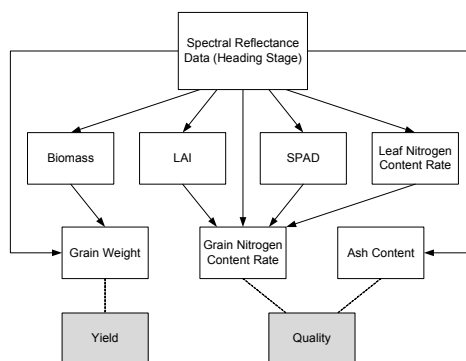 Spectral Reflectance
Data (Heading Stage)
Biomass
LAI
SPAD
Leaf Nitrogen
Content Rate
Grain Weight
Grain Nitrogen
Content Rate
Ash Content
Yield
Quality